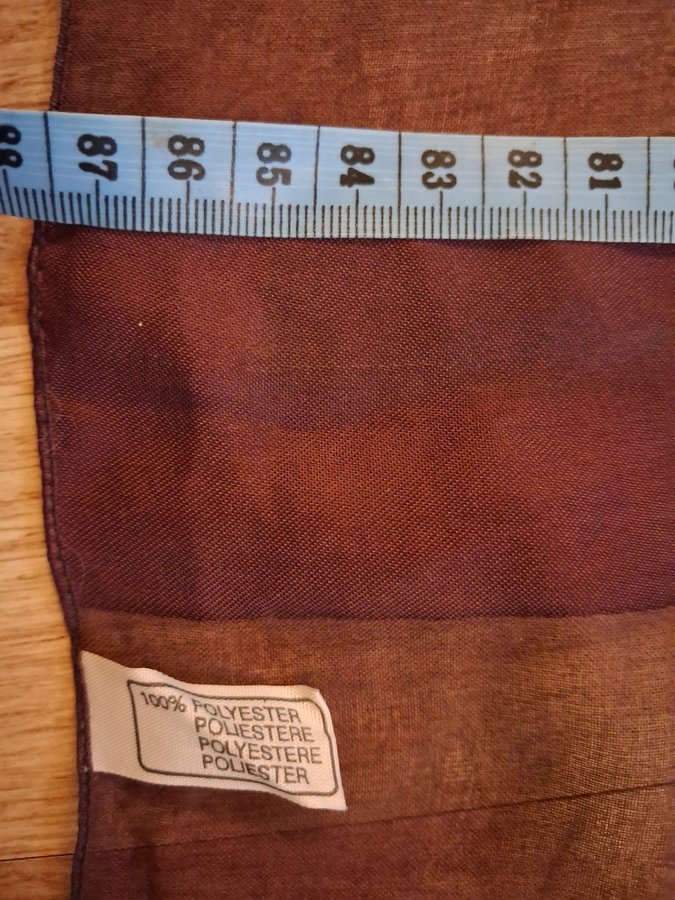 88 87 86 85 84 83 82 81
100% POLYESTER
POLIESTERE
POLYESTERE
POLIESTER